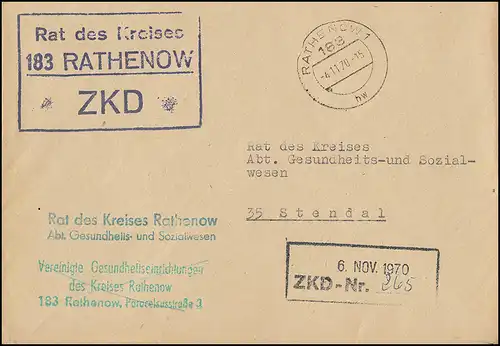 Rat des Kreises
183 RATHENOW
* ZKD *
RATHENOW 1
183
-4.11.70.-15
hw
Rat des Kreises
Abt. Gesundheits-und Sozial-
wesen
35 Stendal
Rat des Kreises Rathenow
Abt. Gesundheits- und Sozialwesen
Vereinigte Gesundheitseinrichtungen
des Kreises Rathenow
183 Rathenow, Paracelsusstraße 3
6. NOV. 1970
ZKD-Nr. 265